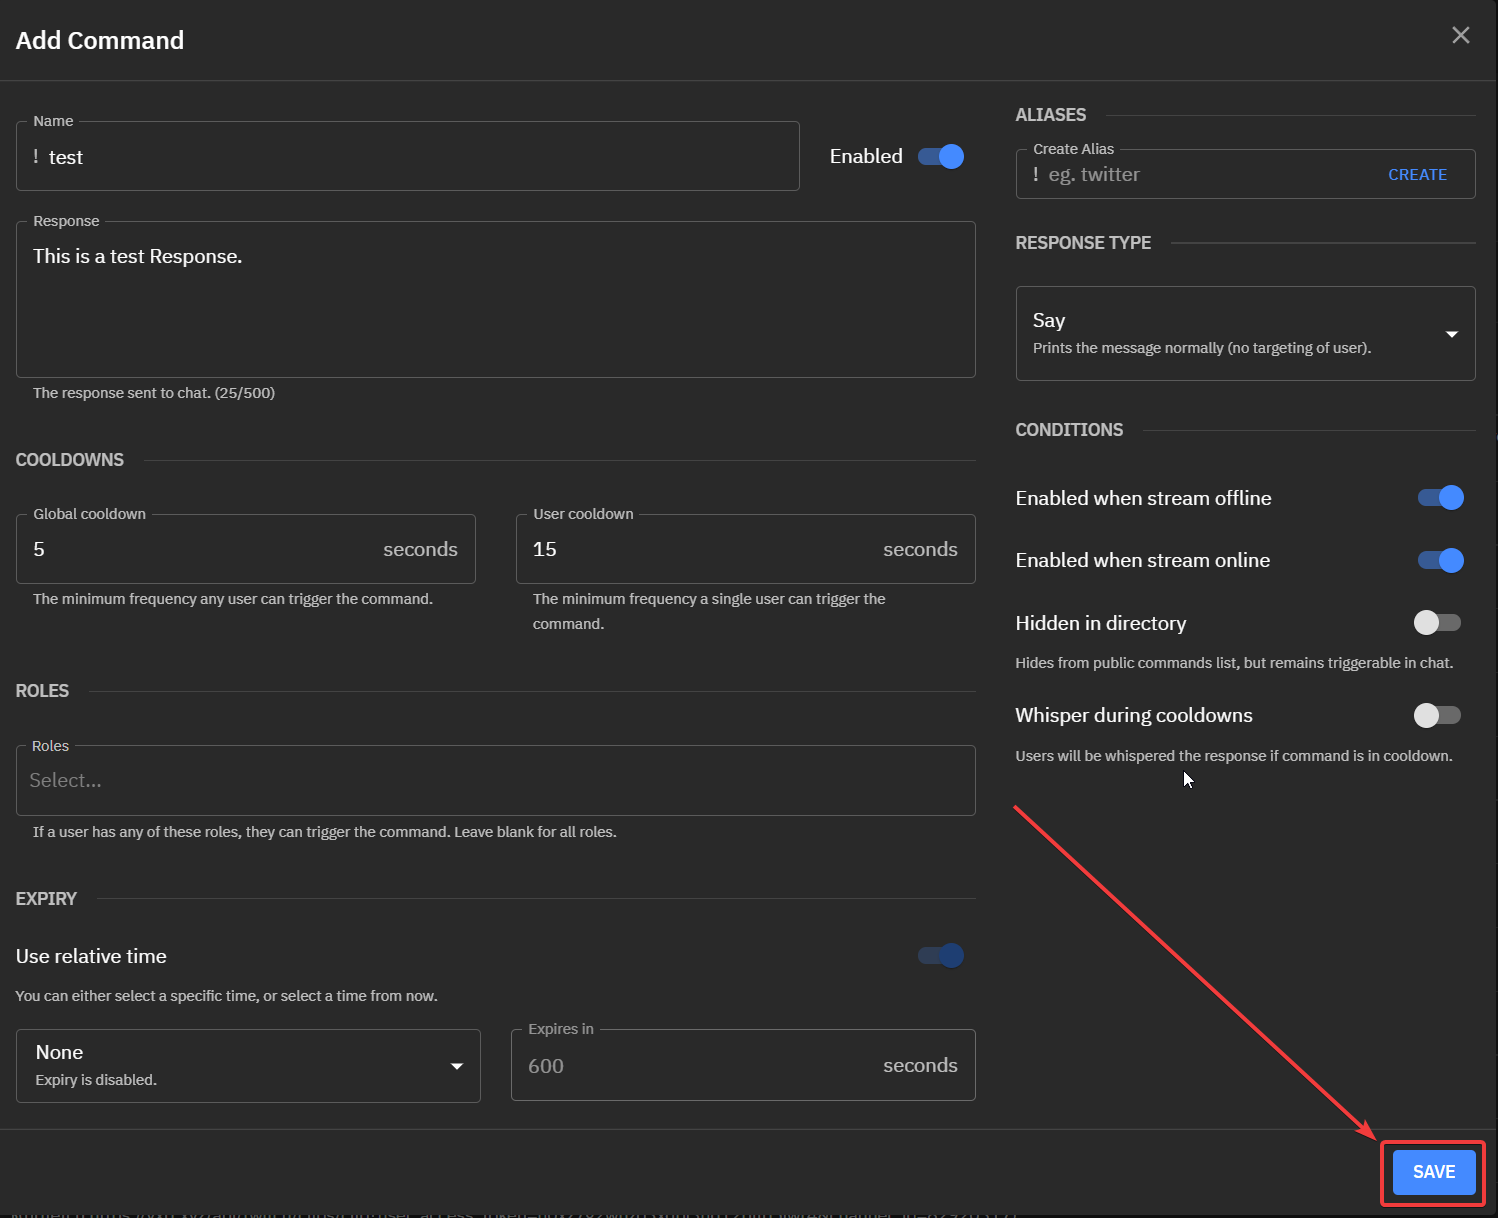 Add Command
Name
! test
Enabled
Response
This is a test Response.
The response sent to chat. (25/500)
COOLDOWNS
Global cooldown
5 seconds
The minimum frequency any user can trigger the command.
User cooldown
15 seconds
The minimum frequency a single user can trigger the
command.
ROLES
Roles
Select...
If a user has any of these roles, they can trigger the command. Leave blank for all roles.
EXPIRY
Use relative time
You can either select a specific time, or select a time from now.
None
Expiry is disabled.
Expires in
600 seconds
ALIASES
Create Alias
! eg. twitter CREATE
RESPONSE TYPE
Say
Prints the message normally (no targeting of user).
CONDITIONS
Enabled when stream offline
Enabled when stream online
Hidden in directory
Hides from public commands list, but remains triggerable in chat.
Whisper during cooldowns
Users will be whispered the response if command is in cooldown.
SAVE